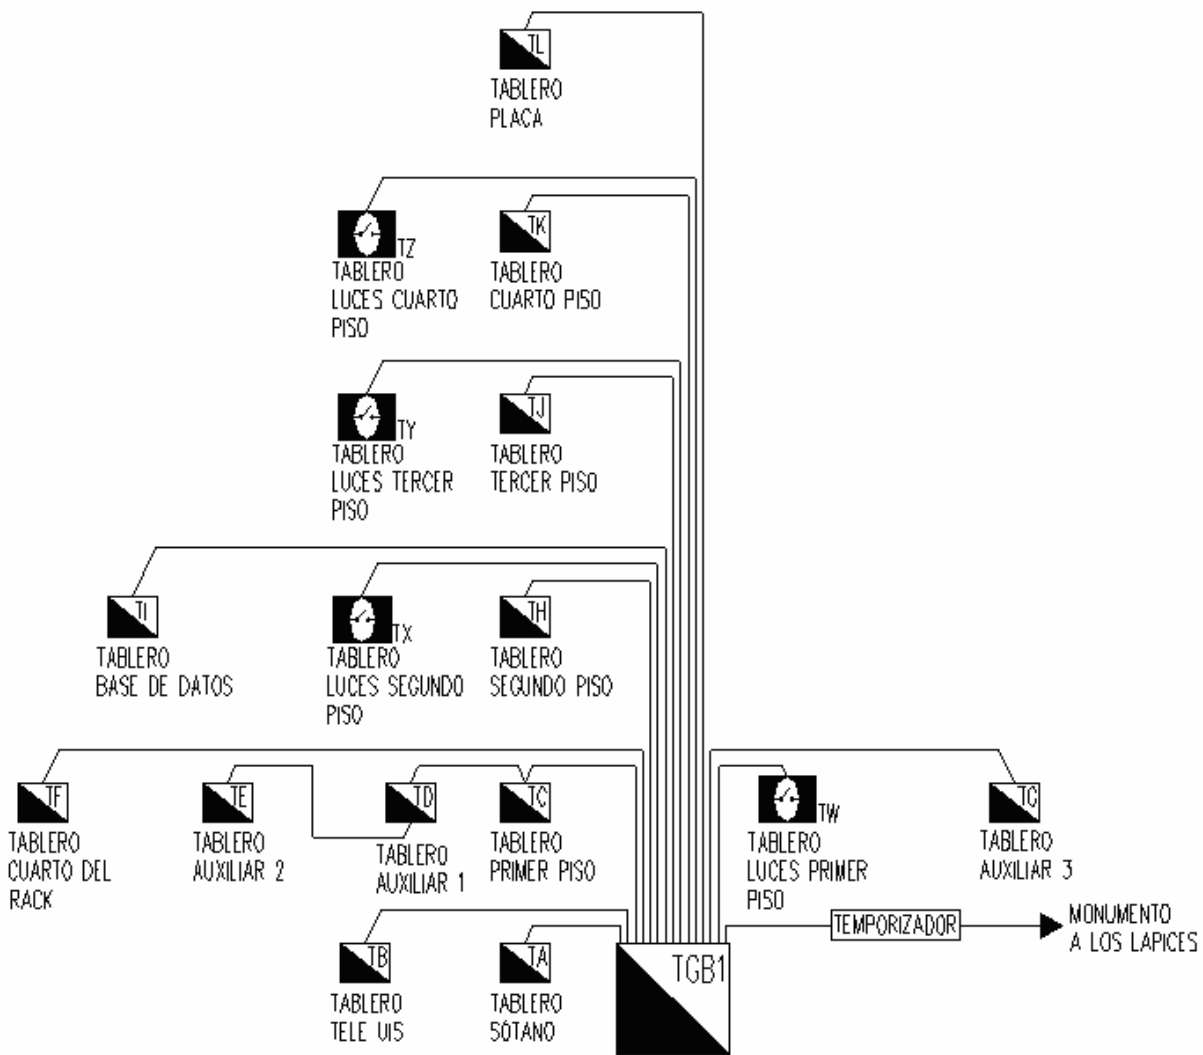 TL
TABLERO
PLACA
TZ
TABLERO
LUCES CUARTO
PISO
TK
TABLERO
CUARTO PISO
TY
TABLERO
LUCES TERCER
PISO
TJ
TABLERO
TERCER PISO
TI
TABLERO
BASE DE DATOS
TX
TABLERO
LUCES SEGUNDO
PISO
TH
TABLERO
SEGUNDO PISO
TF
TABLERO
CUARTO DEL
RACK
TE
TABLERO
AUXILIAR 2
TD
TABLERO
AUXILIAR 1
TC
TABLERO
PRIMER PISO
TW
TABLERO
LUCES PRIMER
PISO
TG
TABLERO
AUXILIAR 3
TEMPORIZADOR
MONUMENTO
A LOS LAPICES
TB
TABLERO
TELE UIS
TA
TABLERO
SÓTANO
TGB1